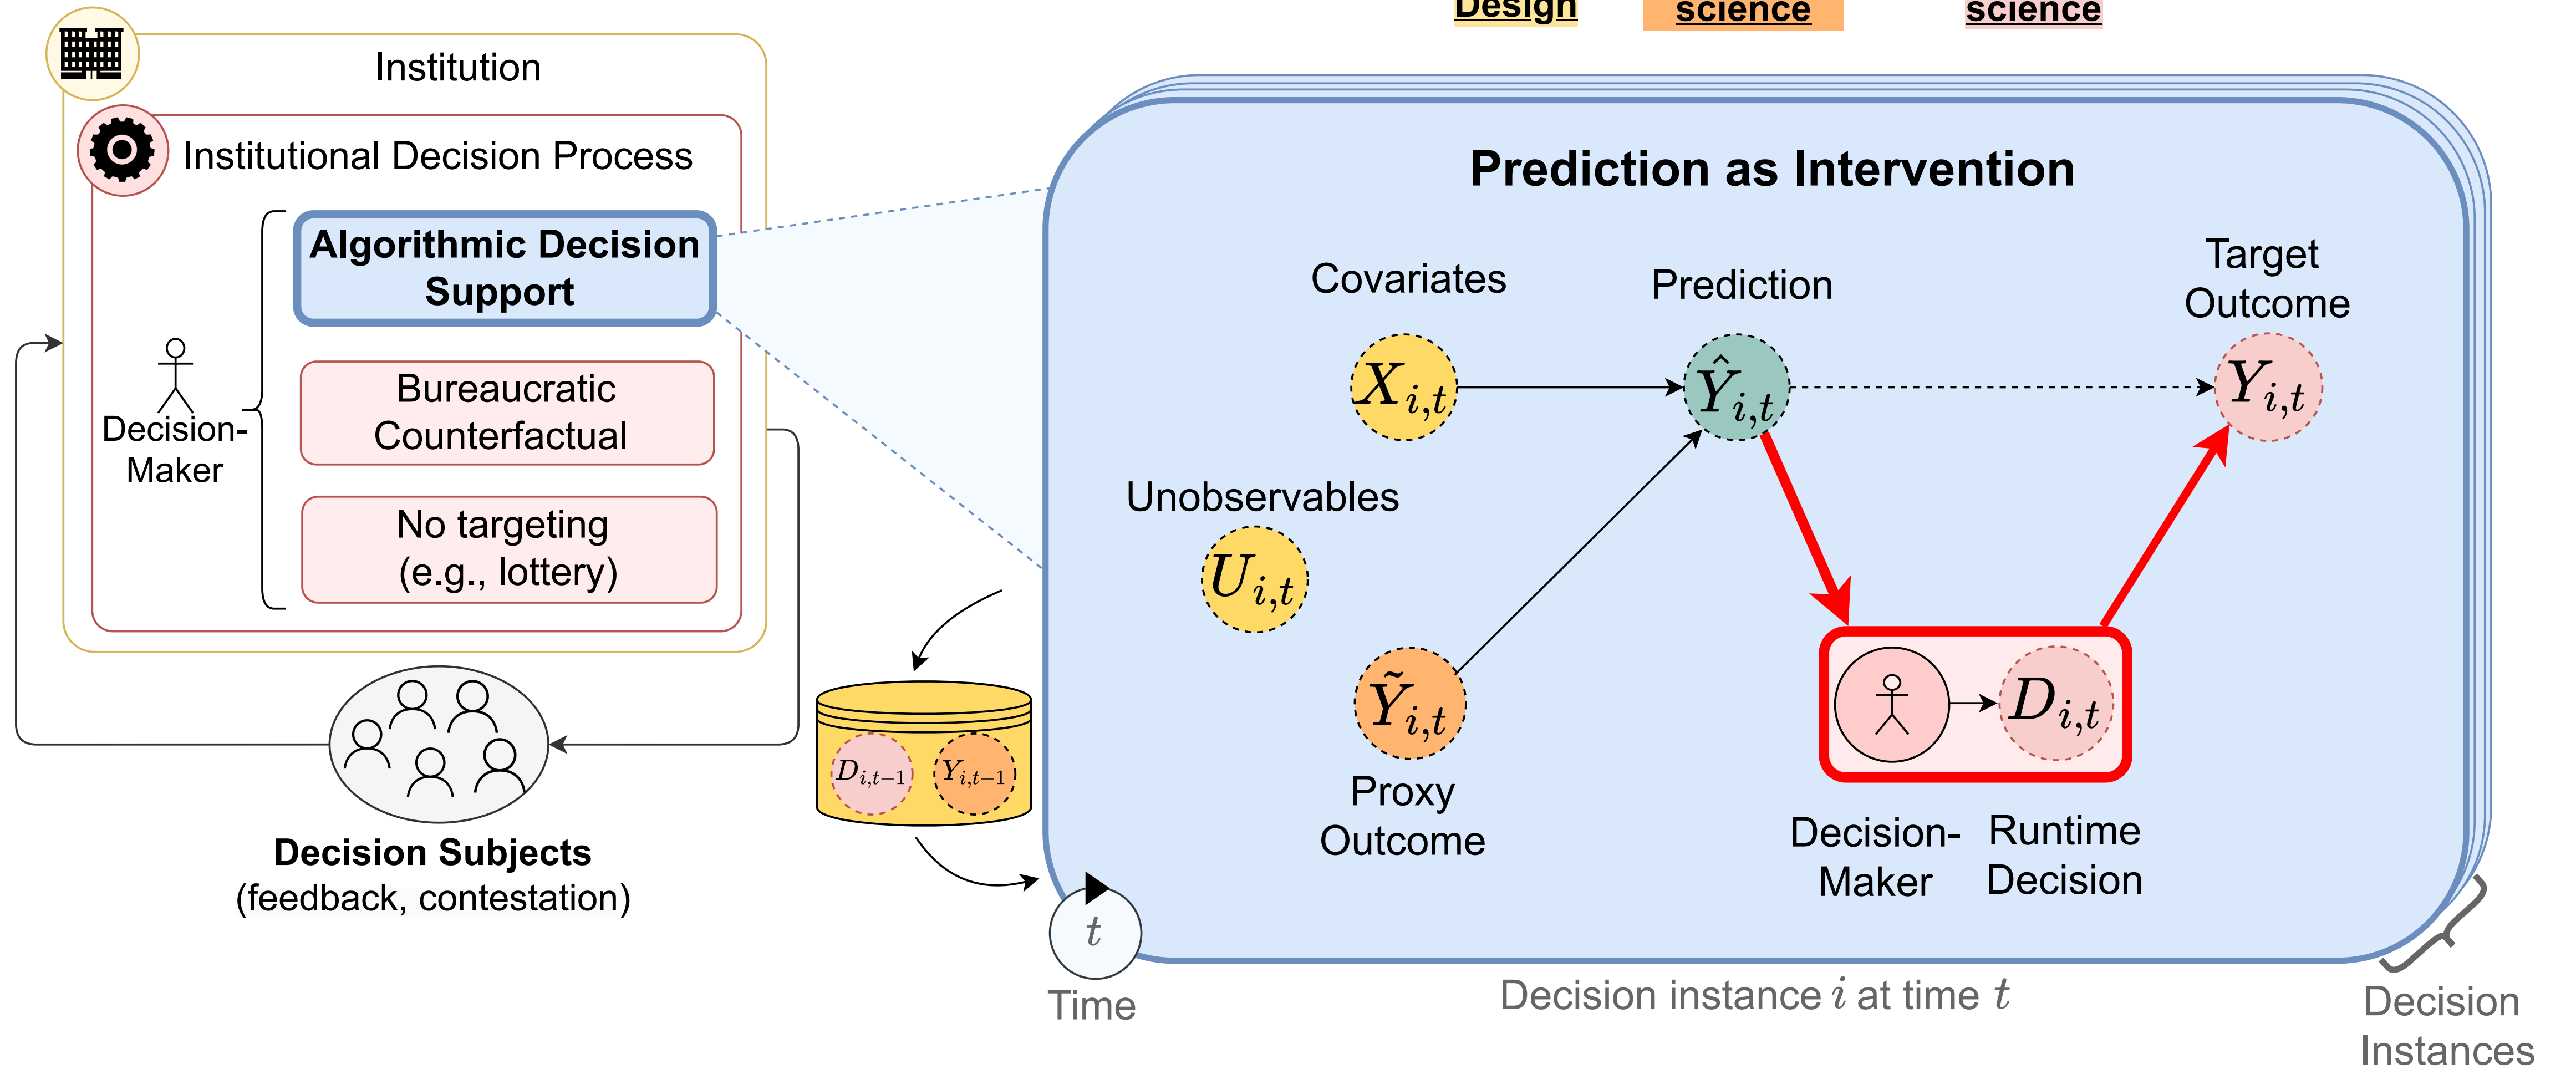 Design
science
science
Institution
Institutional Decision Process
Algorithmic Decision
Support
Bureaucratic
Counterfactual
No targeting
(e.g., lottery)
Decision-
Maker
Decision Subjects
(feedback, contestation)
D_{i,t-1}
Y_{i,t-1}
Prediction as Intervention
Covariates
Prediction
Target
Outcome
X_{i,t}
Ŷ_{i,t}
Y_{i,t}
Unobservables
U_{i,t}
Ỹ_{i,t}
D_{i,t}
Proxy
Outcome
Decision-
Maker
Runtime
Decision
t
Time
Decision instance i at time t
Decision
Instances